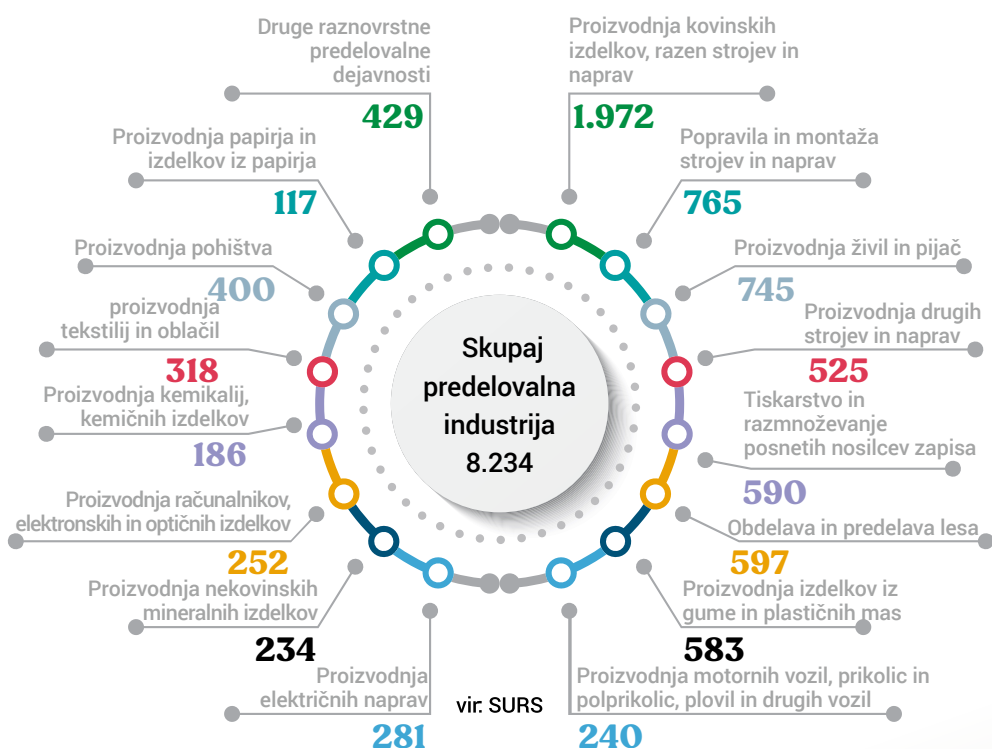 Druge raznovrstne
predelovalne
dejavnosti
429
Proizvodnja kovinskih
izdelkov, razen strojev in
naprav
1.972
Proizvodnja papirja in
izdelkov iz papirja
117
Popravila in montaža
strojev in naprav
765
Proizvodnja pohištva
400
Proizvodnja živil in pijač
745
proizvodnja
tekstilij in oblačil
318
Proizvodnja drugih
strojev in naprav
525
Skupaj
predelovalna
industrija
8.234
Proizvodnja kemikalij,
kemičnih izdelkov
186
Tiskarstvo in
razmnoževanje
posnetih nosilcev zapisa
590
Proizvodnja računalnikov,
elektronskih in optičnih izdelkov
252
Obdelava in predelava lesa
597
Proizvodnja nekovinskih
mineralnih izdelkov
234
Proizvodnja izdelkov iz
gume in plastičnih mas
583
Proizvodnja
električnih naprav
281
vir: SURS
Proizvodnja motornih vozil, prikolic in
polprikolic, plovil in drugih vozil
240